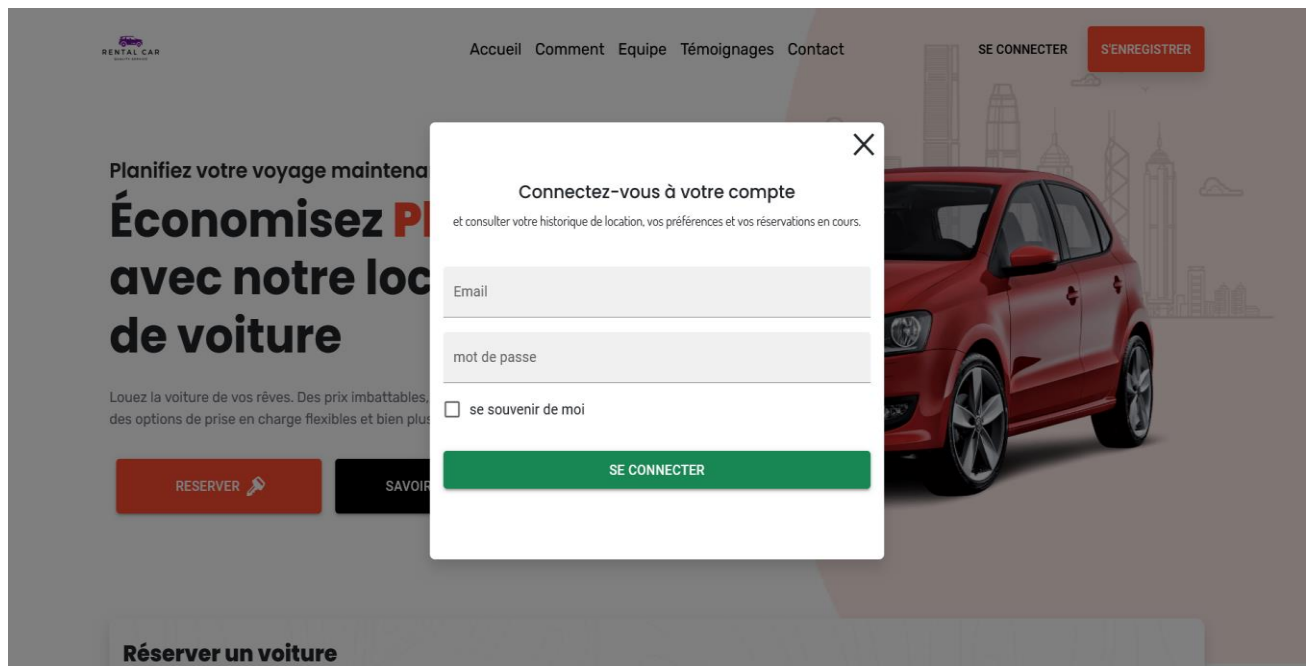 RENTAL CAR
QUALITY SERVICE
Accueil Comment Equipe Témoignages Contact
SE CONNECTER
S'ENREGISTRER
Planifiez votre voyage maintena
Économisez Pl
avec notre loc
de voiture
Louez la voiture de vos rêves. Des prix imbattables,
des options de prise en charge flexibles et bien plus
RESERVER
SAVOIR
Connectez-vous à votre compte
et consulter votre historique de location, vos préférences et vos réservations en cours.
Email
mot de passe
se souvenir de moi
SE CONNECTER
Réserver un voiture